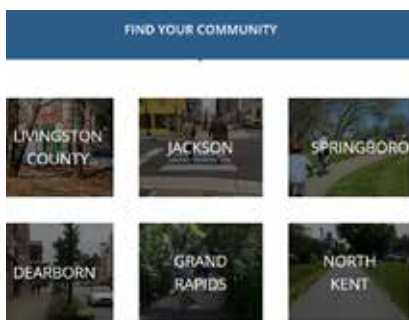 FIND YOUR COMMUNITY
LIVINGSTON
COUNTY
JACKSON
SPRINGBORO
DEARBORN
GRAND
RAPIDS
NORTH
KENT